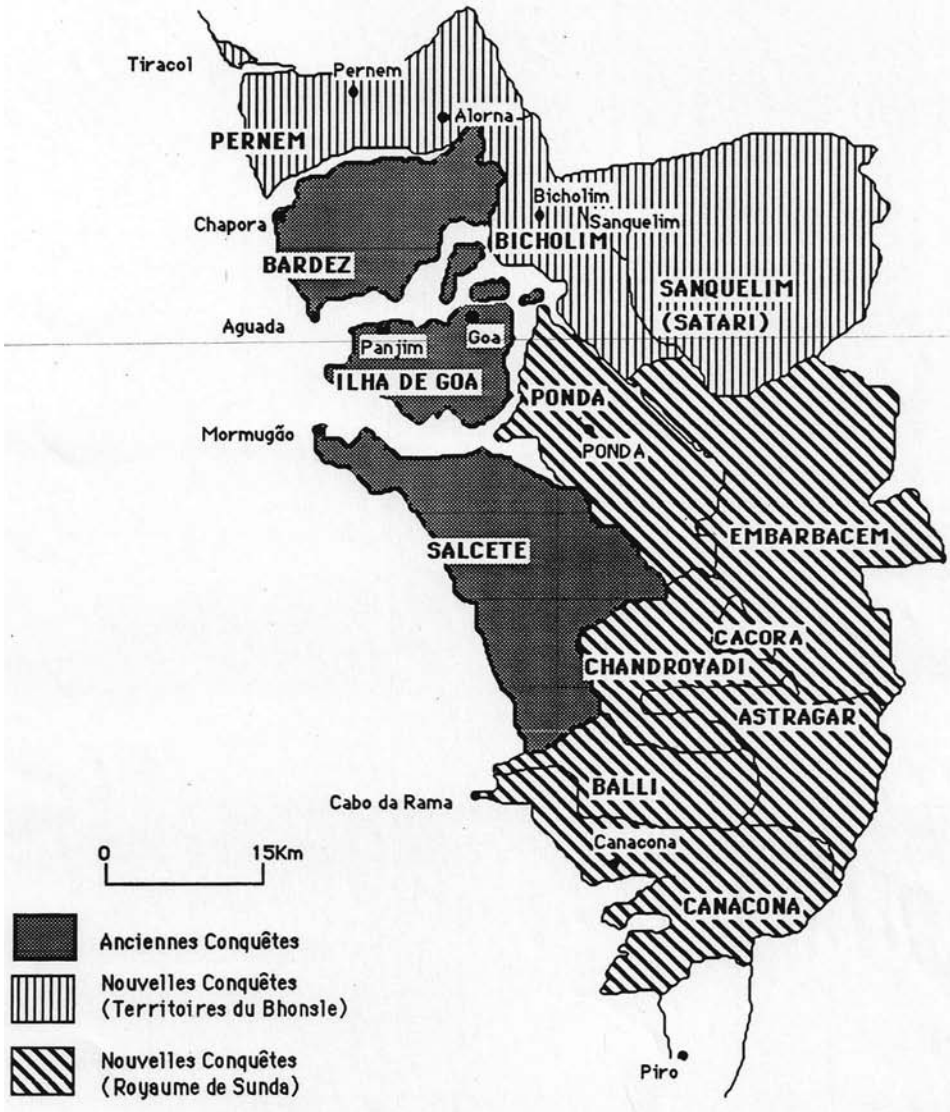 Tiracol
Pernem
Alorna
PERNEM
Bicholim
Sanquelim
Chapora
BICHOLIM
BARDEZ
SANQUELIM
(SATARI)
Aguada
Goa
Panjim
ILHA DE GOA
PONDA
Mormugão
PONDA
EMBARBACEM
SALCETE
CACORA
CHANDROVADI
ASTRAGAR
BALLI
Cabo da Rama
Canacona
0 15Km
CANACONA
Anciennes Conquêtes
Nouvelles Conquêtes
(Territoires du Bhonsle)
Nouvelles Conquêtes
(Royaume de Sunda)
Piro